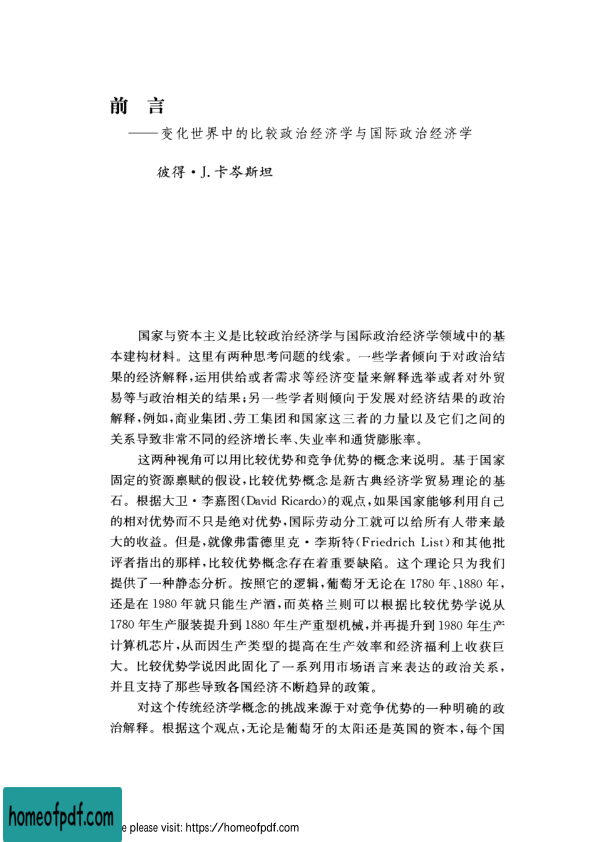 前　言
——变化世界中的比较政治经济学与国际政治经济学
彼得·J.卡岑斯坦
国家与资本主义是比较政治经济学与国际政治经济学领域中的基
本建构材料。这里有两种思考问题的线索。一些学者倾向于对政治结
果的经济解释,运用供给或者需求等经济变量来解释选举或者对外贸
易等与政治相关的结果;另一些学者则倾向于发展对经济结果的政治
解释,例如,商业集团、劳工集团和国家这三者的力量以及它们之间的
关系导致非常不同的经济增长率、失业率和通货膨胀率。
这两种视角可以用比较优势和竞争优势的概念来说明。基于国家
固定的资源禀赋的假设,比较优势概念是新古典经济学贸易理论的基
石。根据大卫·李嘉图(David Ricardo)的观点,如果国家能够利用自己
的相对优势而不只是绝对优势,国际劳动分工就可以给所有人带来最
大的收益。但是,就像弗雷德里克·李斯特(Friedrich List)和其他批
评者指出的那样,比较优势概念存在着重要缺陷。这个理论只为我们
提供了一种静态分析。按照它的逻辑,葡萄牙无论在 1780 年、1880 年,
还是在 1980 年就只能生产酒,而英格兰则可以根据比较优势学说从
1780 年生产服装提升到 1880 年生产重型机械,并再提升到 1980 年生产
计算机芯片,从而因生产类型的提高在生产效率和经济福利上收获巨
大。比较优势学说因此固化了一系列用市场语言来表达的政治关系,
并且支持了那些导致各国经济不断趋异的政策。
对这个传统经济学概念的挑战来源于对竞争优势的一种明确的政
治解释。根据这个观点,无论是葡萄牙的太阳还是英国的资本,每个国
homeofpdf.com
e please visit: https://homeofpdf.com